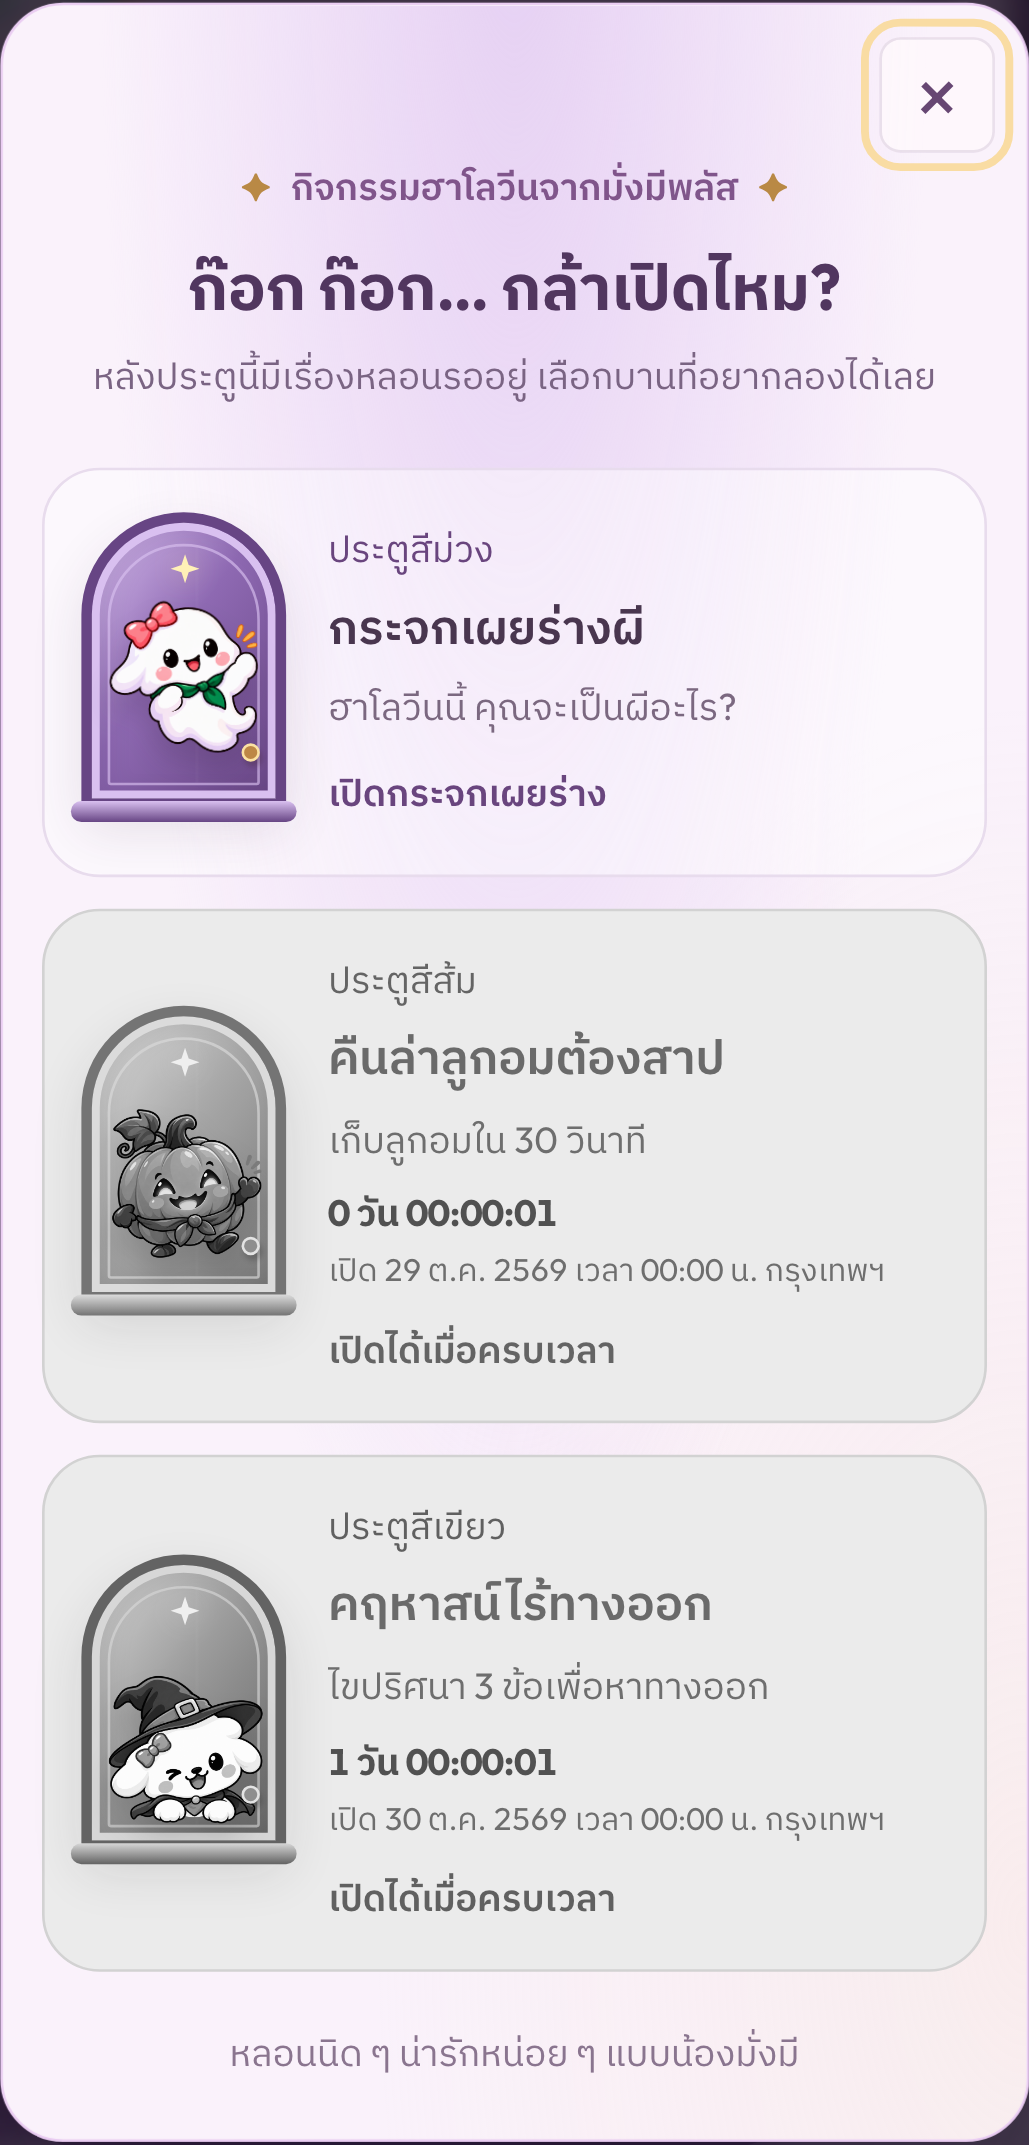 กิจกรรมฮาโลวีนจากมั่งมีพลัส
ก๊อก ก๊อก... กล้าเปิดไหม?
หลังประตูนี้มีเรื่องหลอนรออยู่ เลือกบานที่อยากลองได้เลย
ประตูสีม่วง
กระจกเผยร่างผี
ฮาโลวีนนี้ คุณจะเป็นผีอะไร?
เปิดกระจกเผยร่าง
ประตูสีส้ม
คืนล่าลูกอมต้องสาป
เก็บลูกอมใน 30 วินาที
0 วัน 00:00:01
เปิด 29 ต.ค. 2569 เวลา 00:00 น. กรุงเทพฯ
เปิดได้เมื่อครบเวลา
ประตูสีเขียว
คฤหาสน์ไร้ทางออก
ไขปริศนา 3 ข้อเพื่อหาทางออก
1 วัน 00:00:01
เปิด 30 ต.ค. 2569 เวลา 00:00 น. กรุงเทพฯ
เปิดได้เมื่อครบเวลา
หลอนนิด ๆ น่ารักหน่อย ๆ แบบน้องมั่งมี